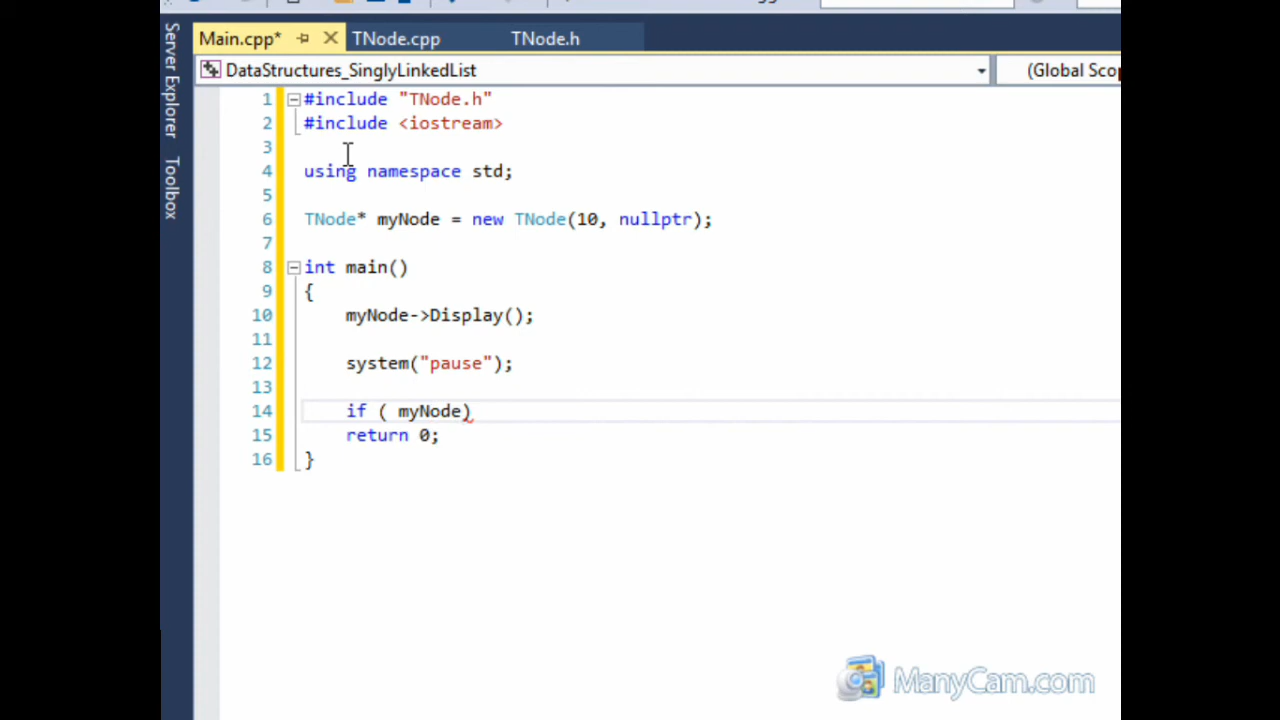 Server Explorer
Toolbox
Main.cpp* TNode.cpp TNode.h
DataStructures_SinglyLinkedList (Global Sco
1 #include "TNode.h"
2 #include <iostream>
3
4 using namespace std;
5
6 TNode* myNode = new TNode(10, nullptr);
7
8 int main()
9 {
10 myNode->Display();
11
12 system("pause");
13
14 if ( myNode)
15 return 0;
16 }
ManyCam.com